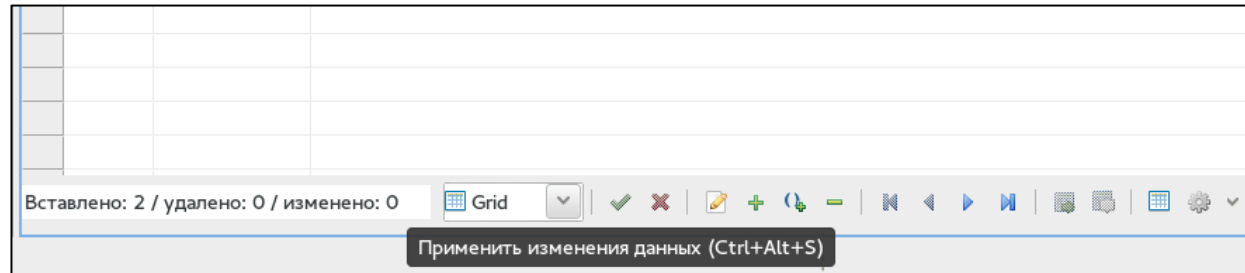 Вставлено: 2 / удалено: 0 / изменено: 0 Grid
Применить изменения данных (Ctrl+Alt+S)